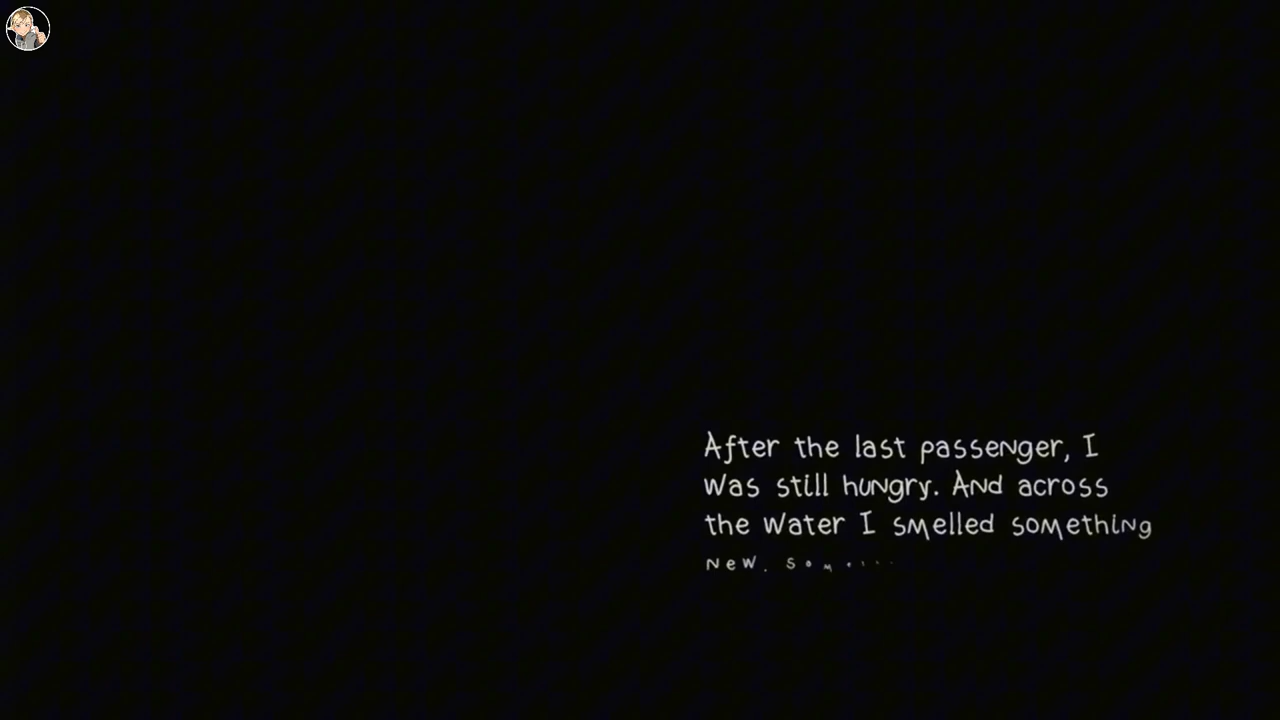 After the last passenger, I
was still hungry. And across
the water I smelled something
new.